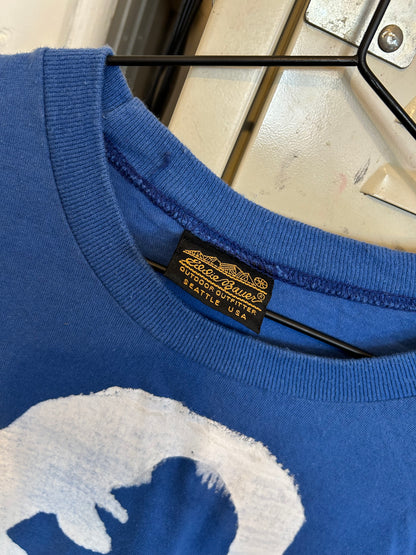 Eddie Bauer
OUTDOOR OUTFITTER
SEATTLE USA